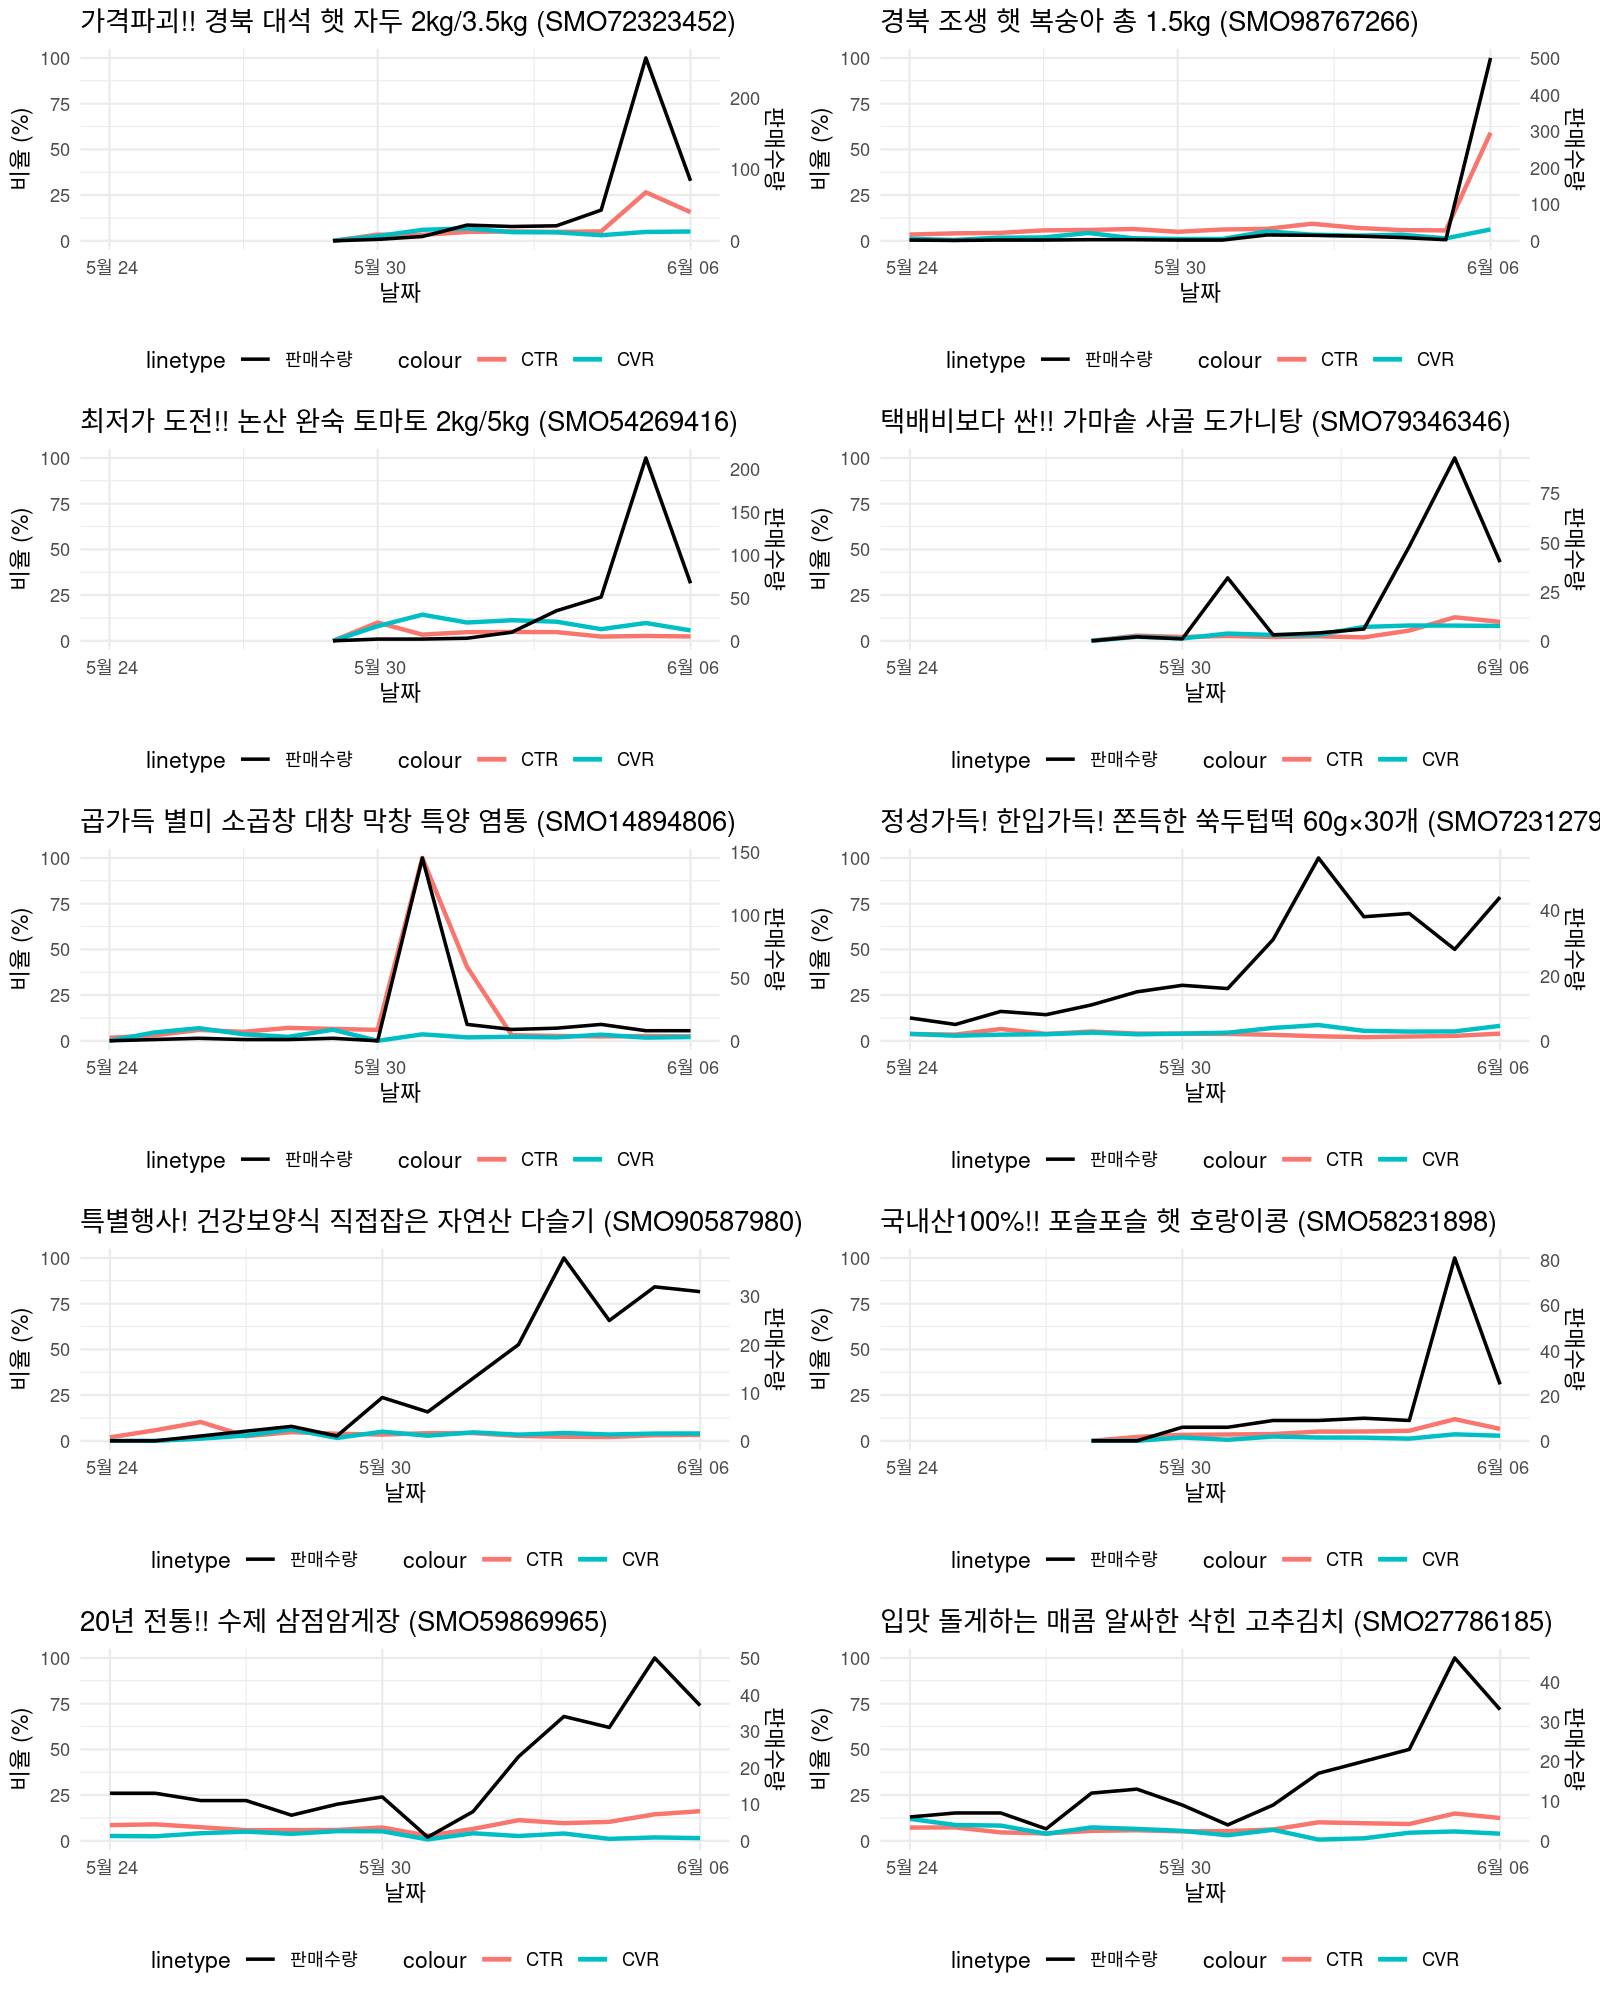 가격파괴!! 경북 대석 햇 자두 2kg/3.5kg (SMO72323452)
100
75
50
25
0
비율 (%)
200
100
0
판매수량
5월 24
5월 30
6월 06
날짜
linetype 판매수량 colour CTR CVR
경북 조생 햇 복숭아 총 1.5kg (SMO98767266)
100
75
50
25
0
비율 (%)
500
400
300
200
100
0
판매수량
5월 24
5월 30
6월 06
날짜
linetype 판매수량 colour CTR CVR
최저가 도전!! 논산 완숙 토마토 2kg/5kg (SMO54269416)
100
75
50
25
0
비율 (%)
200
150
100
50
0
판매수량
5월 24
5월 30
6월 06
날짜
linetype 판매수량 colour CTR CVR
택배비보다 싼!! 가마솥 사골 도가니탕 (SMO79346346)
100
75
50
25
0
비율 (%)
75
50
25
0
판매수량
5월 24
5월 30
6월 06
날짜
linetype 판매수량 colour CTR CVR
곱가득 별미 소곱창 대창 막창 특양 염통 (SMO14894806)
100
75
50
25
0
비율 (%)
150
100
50
0
판매수량
5월 24
5월 30
6월 06
날짜
linetype 판매수량 colour CTR CVR
정성가득! 한입가득! 쫀득한 쑥두텁떡 60g×30개 (SMO7231279
100
75
50
25
0
비율 (%)
40
20
0
판매수량
5월 24
5월 30
6월 06
날짜
linetype 판매수량 colour CTR CVR
특별행사! 건강보양식 직접잡은 자연산 다슬기 (SMO90587980)
100
75
50
25
0
비율 (%)
30
20
10
0
판매수량
5월 24
5월 30
6월 06
날짜
linetype 판매수량 colour CTR CVR
국내산100%!! 포슬포슬 햇 호랑이콩 (SMO58231898)
100
75
50
25
0
비율 (%)
80
60
40
20
0
판매수량
5월 24
5월 30
6월 06
날짜
linetype 판매수량 colour CTR CVR
20년 전통!! 수제 삼점암게장 (SMO59869965)
100
75
50
25
0
비율 (%)
50
40
30
20
10
0
판매수량
5월 24
5월 30
6월 06
날짜
linetype 판매수량 colour CTR CVR
입맛 돌게하는 매콤 알싸한 삭힌 고추김치 (SMO27786185)
100
75
50
25
0
비율 (%)
40
30
20
10
0
판매수량
5월 24
5월 30
6월 06
날짜
linetype 판매수량 colour CTR CVR